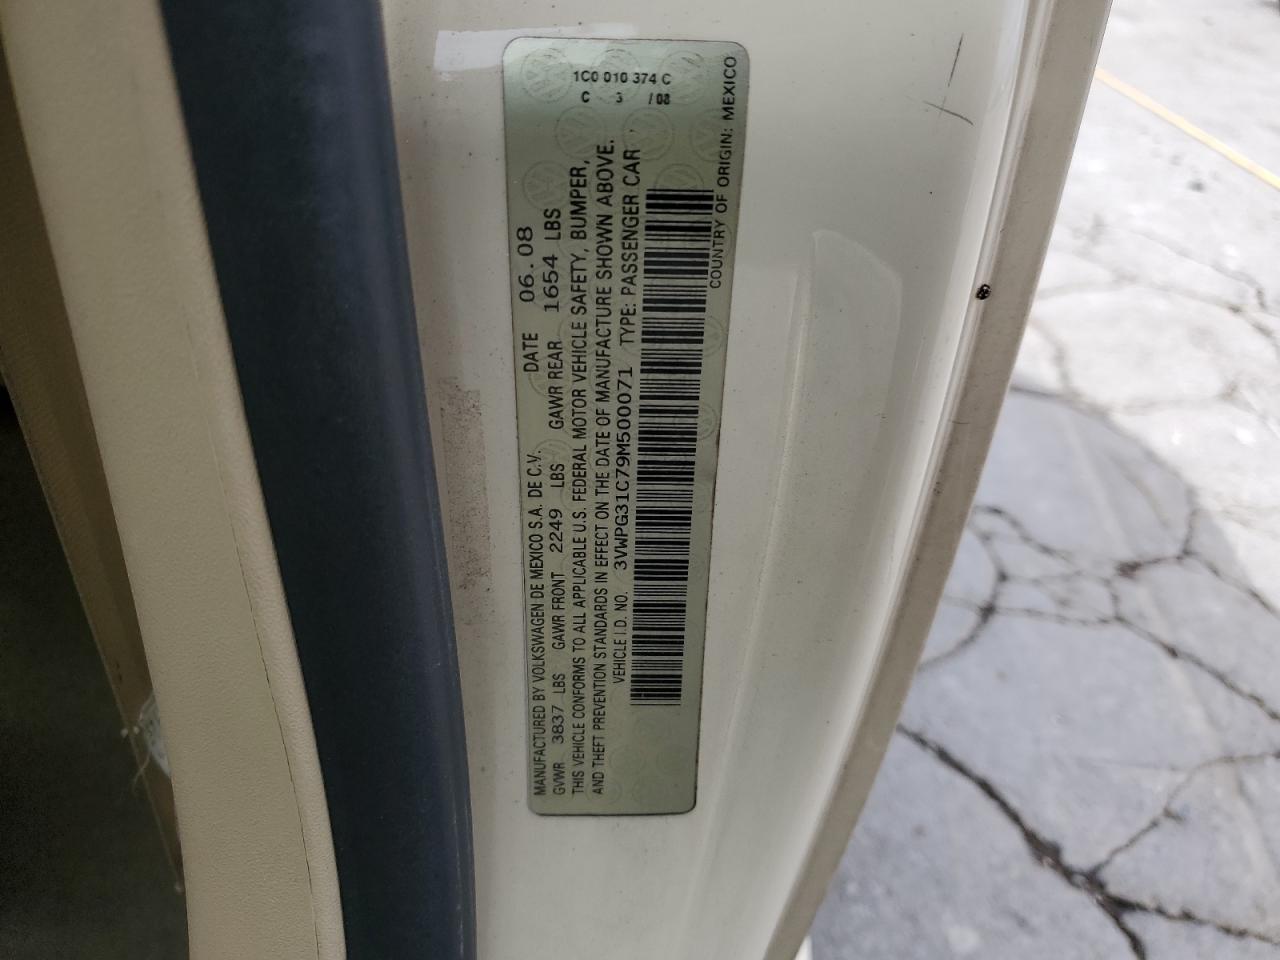 MANUFACTURED BY VOLKSWAGEN DE MEXICO S.A. DE C.V. DATE 06.08
GVWR 3837 LBS GAWR FRONT 2249 LBS GAWR REAR 1654 LBS
THIS VEHICLE CONFORMS TO ALL APPLICABLE U.S. FEDERAL MOTOR VEHICLE SAFETY, BUMPER,
AND THEFT PREVENTION STANDARDS IN EFFECT ON THE DATE OF MANUFACTURE SHOWN ABOVE.
VEHICLE I.D. NO. 3VWPG31C79M500071 TYPE: PASSENGER CAR
COUNTRY OF ORIGIN: MEXICO
1C0 010 374 C
C 3 /08